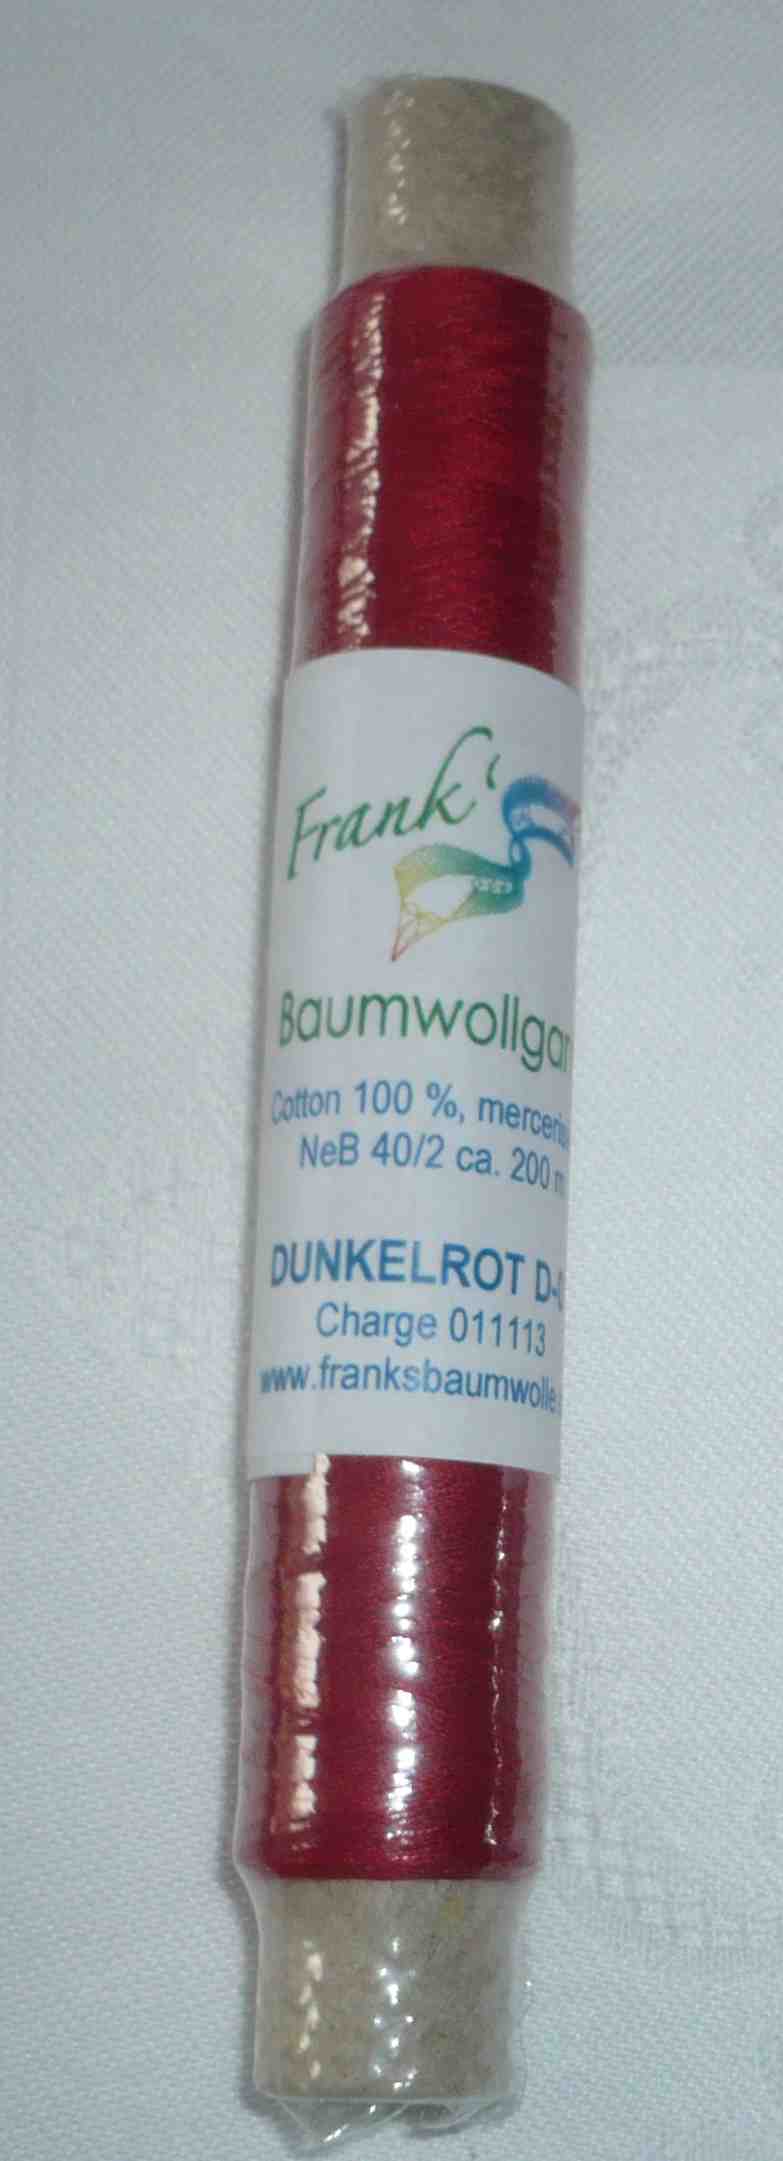 Frank'
Baumwollgar
Cotton 100 %, merceris
NeB 40/2 ca. 200 m
DUNKELROT D-
Charge 011113
www.franksbaumwolle.